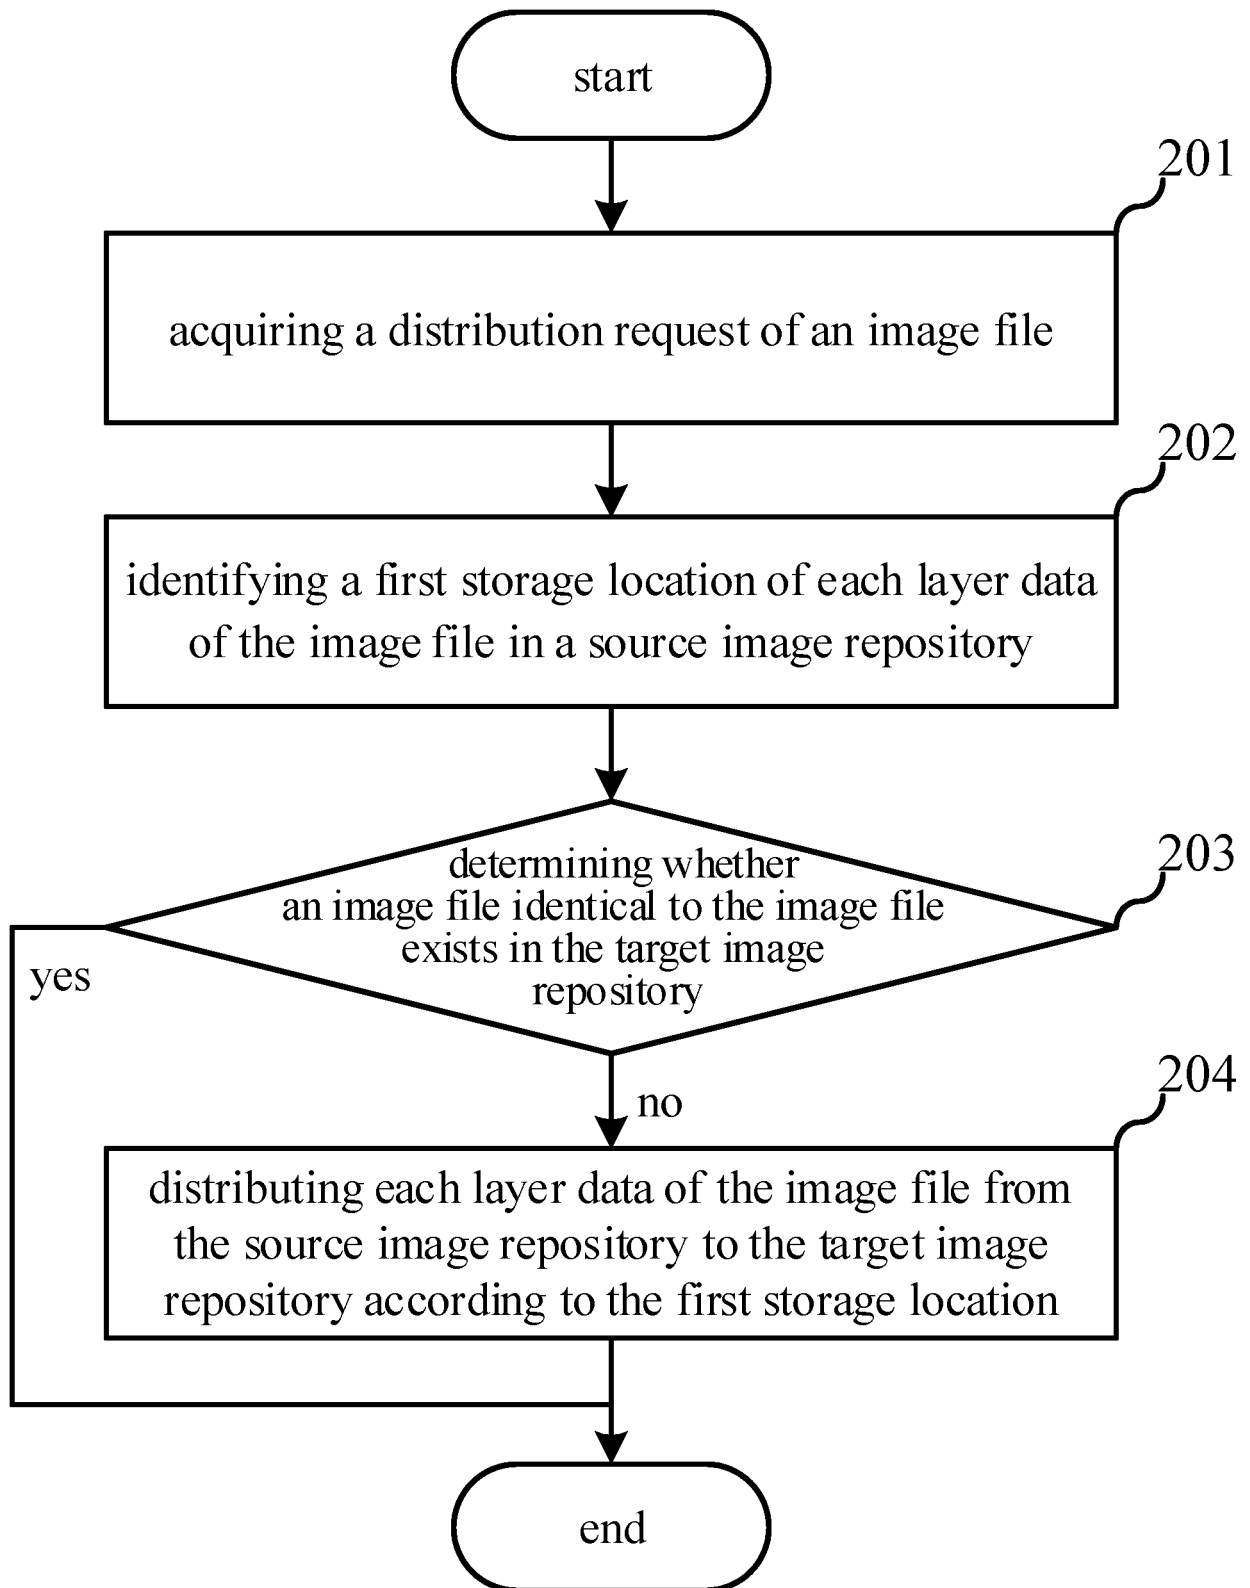 start
201
acquiring a distribution request of an image file
202
identifying a first storage location of each layer data
of the image file in a source image repository
203
determining whether
an image file identical to the image file
exists in the target image
repository
yes
no
204
distributing each layer data of the image file from
the source image repository to the target image
repository according to the first storage location
end